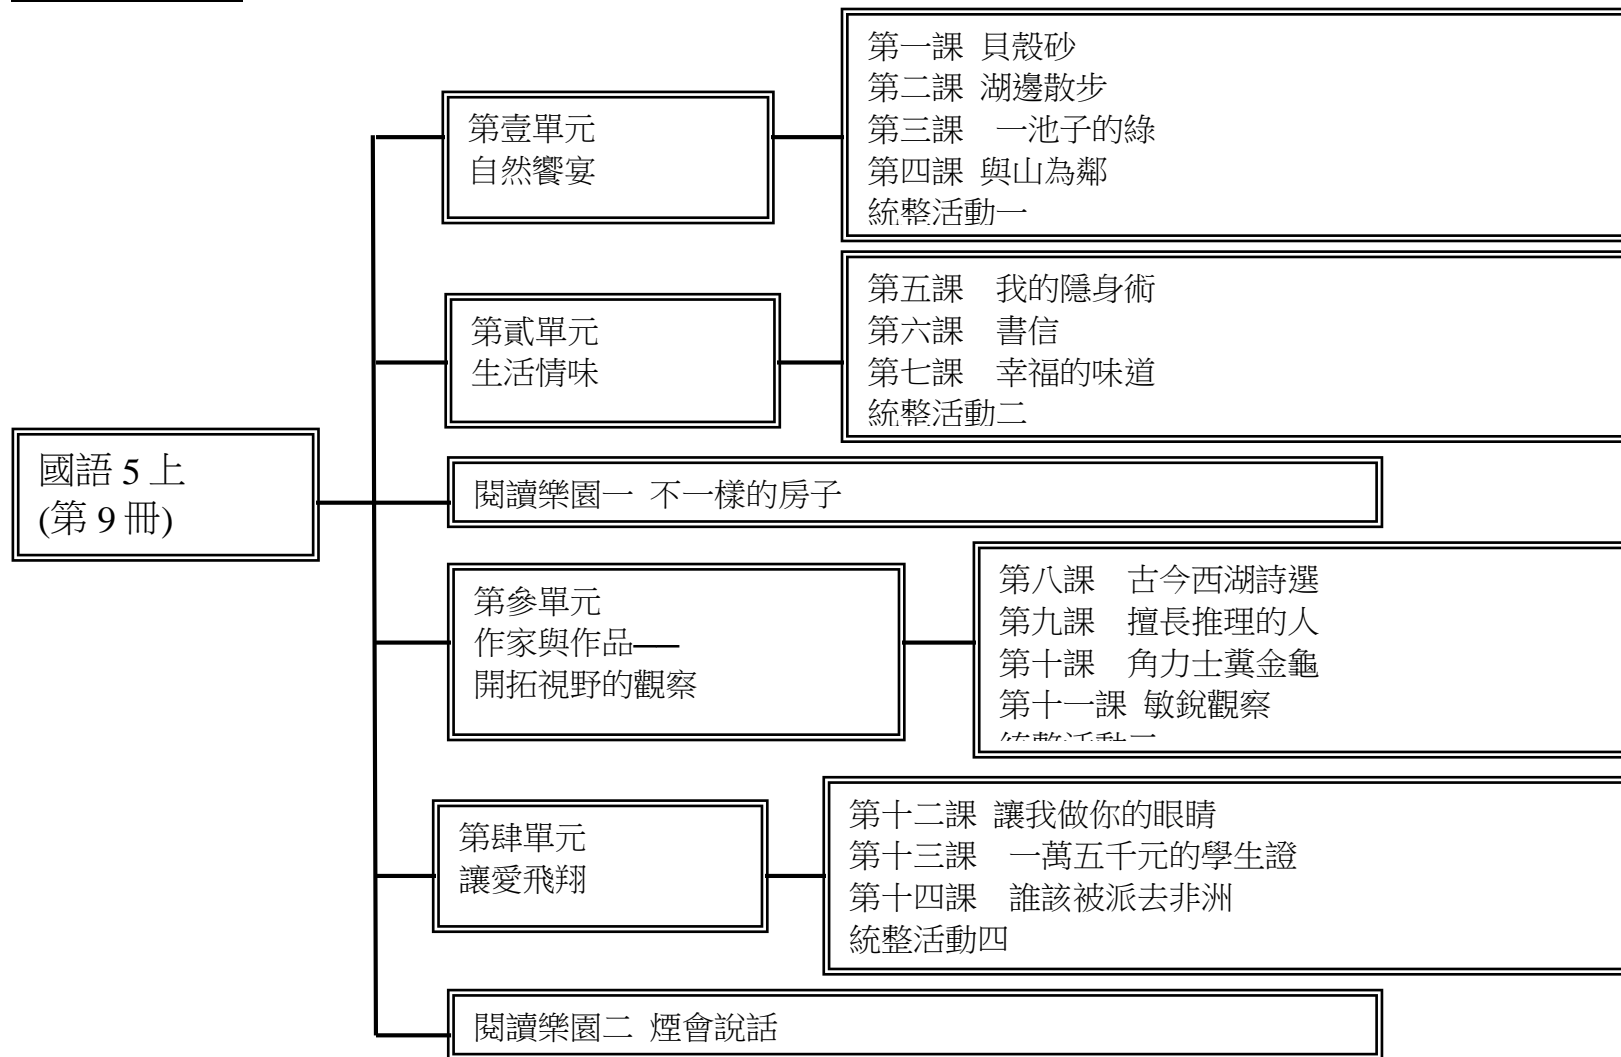 第壹單元
自然饗宴
第一課 貝殼砂
第二課 湖邊散步
第三課 一池子的綠
第四課 與山為鄰
統整活動一
第貳單元
生活情味
第五課 我的隱身術
第六課 書信
第七課 幸福的味道
統整活動二
國語 5 上
(第 9 冊)
閱讀樂園一 不一樣的房子
第參單元
作家與作品——
開拓視野的觀察
第八課 古今西湖詩選
第九課 擅長推理的人
第十課 角力士糞金龜
第十一課 敏銳觀察
統整活動三
第肆單元
讓愛飛翔
第十二課 讓我做你的眼睛
第十三課 一萬五千元的學生證
第十四課 誰該被派去非洲
統整活動四
閱讀樂園二 煙會說話